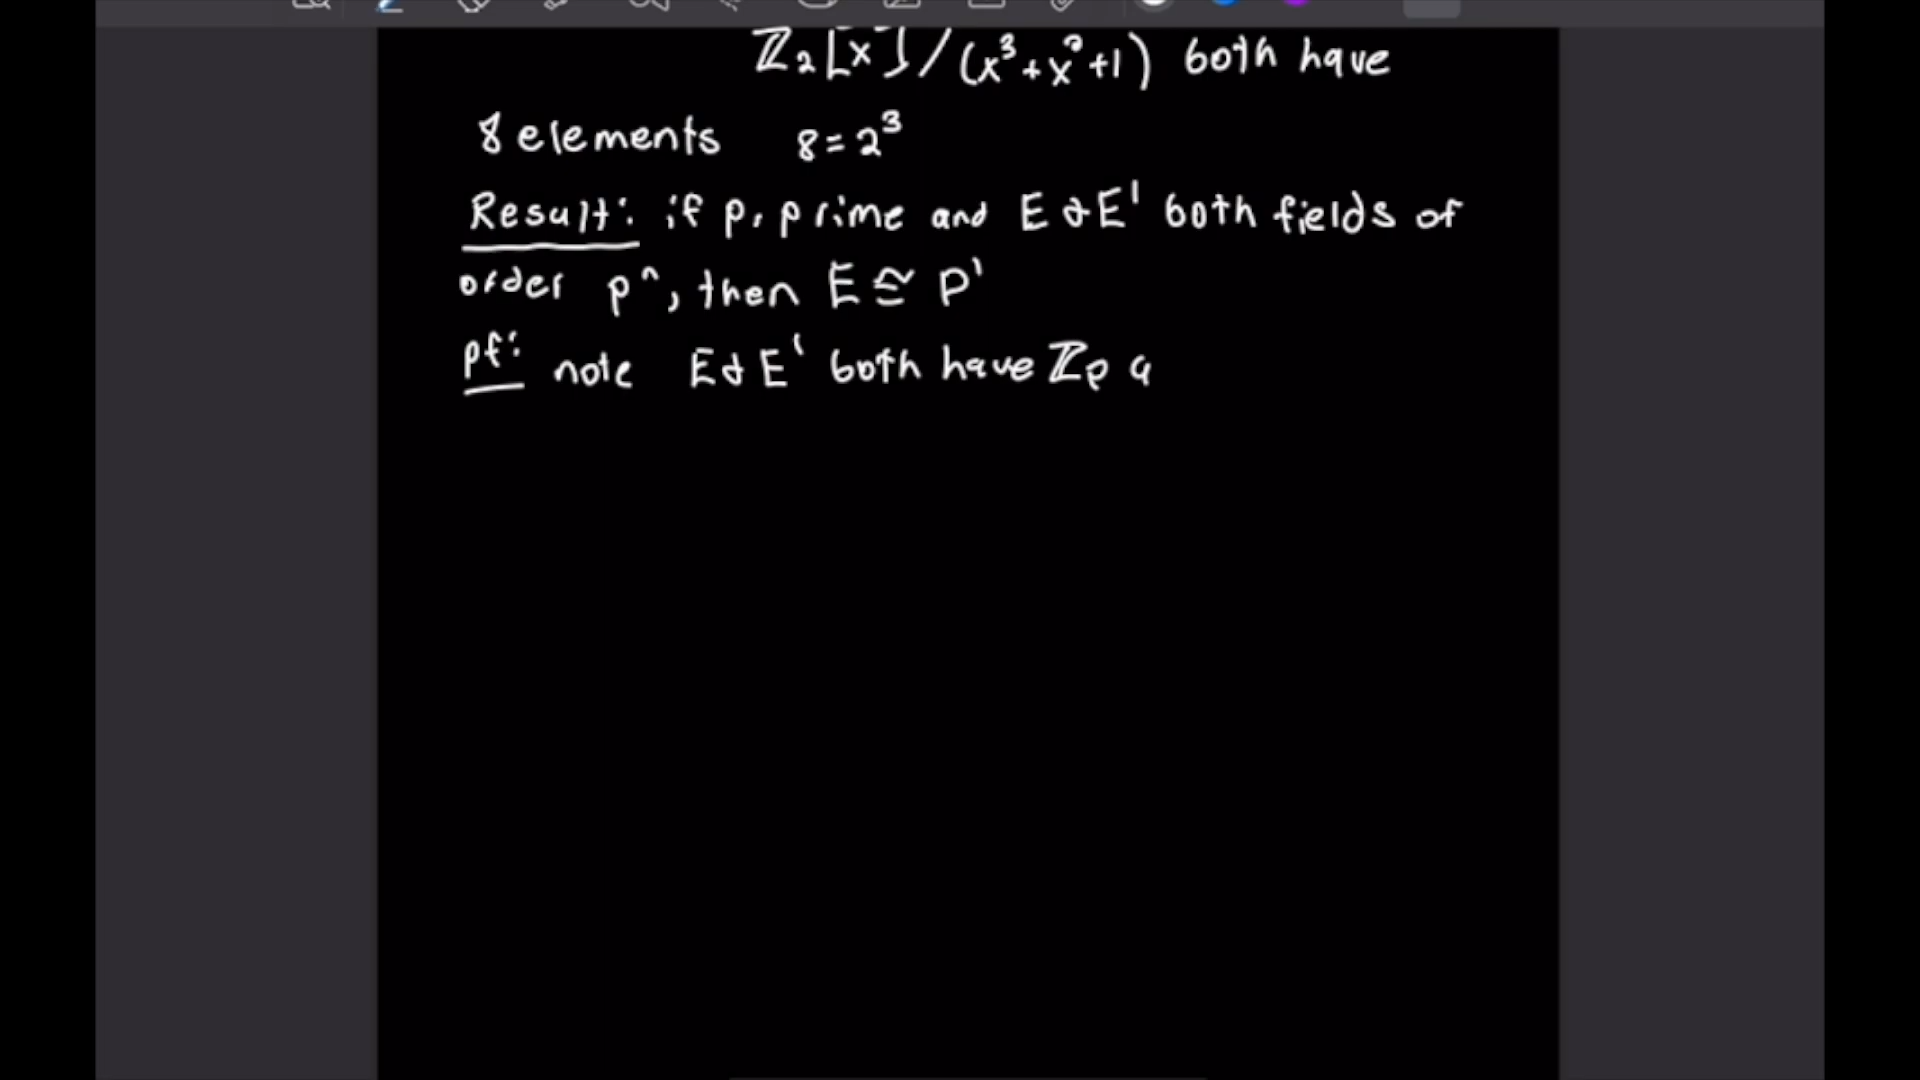 ℤ₂[x]/(x³+x²+1) both have
8 elements 8=2³
Result: if p, prime and E & E' both fields of
order pⁿ, then E ≅ P'
pf: note E & E' both have ℤₚ a